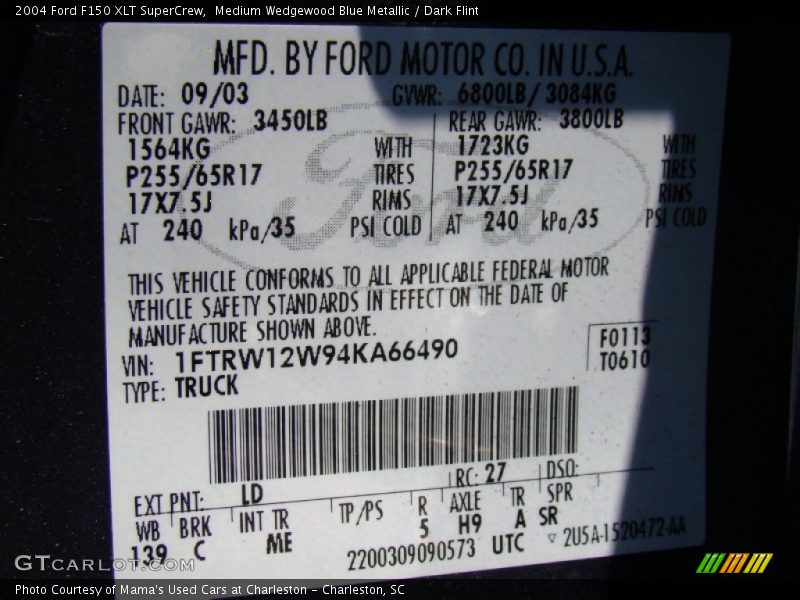 2004 Ford F150 XLT SuperCrew, Medium Wedgewood Blue Metallic / Dark Flint
MFD. BY FORD MOTOR CO. IN U.S.A.
DATE: 09/03 GVWR: 6800LB/ 3084KG
FRONT GAWR: 3450LB REAR GAWR: 3800LB
1564KG WITH 1723KG WITH
P255/65R17 TIRES P255/65R17 TIRES
17X7.5J RIMS 17X7.5J RIMS
AT 240 kPa/35 PSI COLD AT 240 kPa/35 PSI COLD
Ford
THIS VEHICLE CONFORMS TO ALL APPLICABLE FEDERAL MOTOR
VEHICLE SAFETY STANDARDS IN EFFECT ON THE DATE OF
MANUFACTURE SHOWN ABOVE.
VIN: 1FTRW12W94KA66490
F0113
T0610
TYPE: TRUCK
EXT PNT: LD RC: 27 DSO:
WB BRK INT TR TP/PS R AXLE TR SPR
139 C ME 5 H9 A SR
2200309090573 UTC ▽ 2U5A-1520472-AA
GTCarLot.com
Photo Courtesy of Mama's Used Cars at Charleston – Charleston, SC